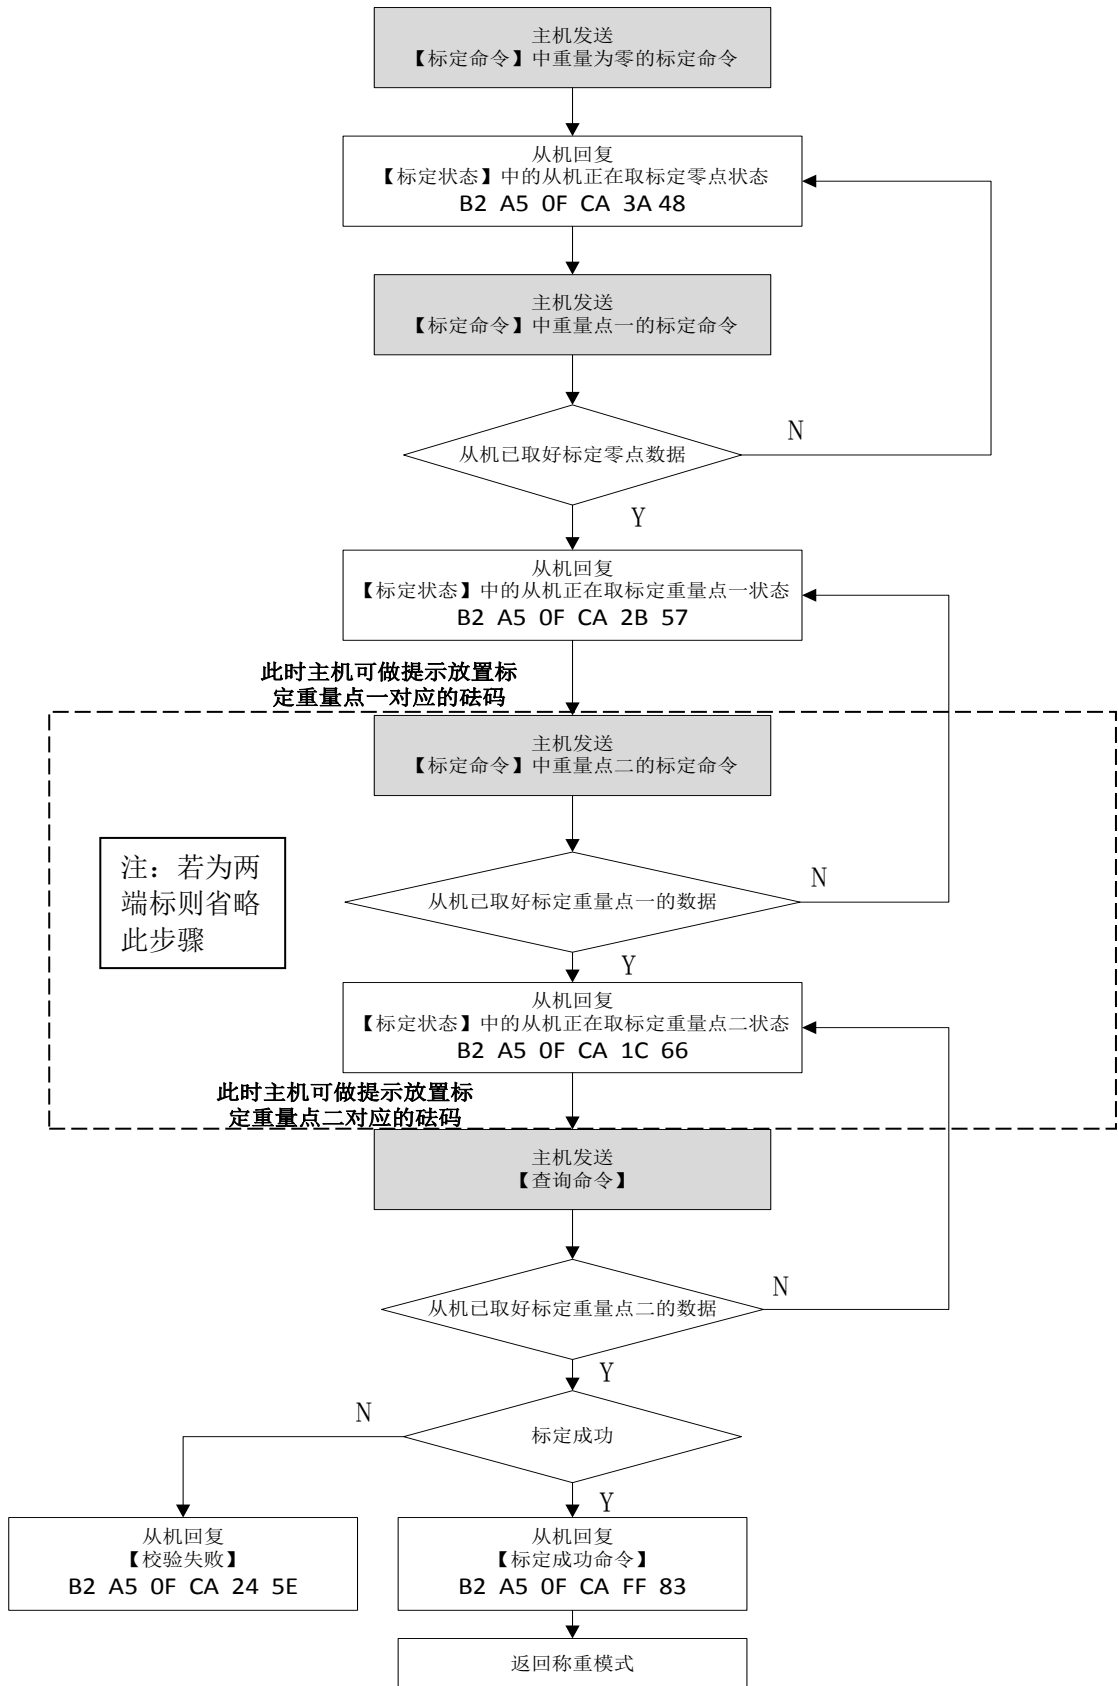 主机发送
【标定命令】中重量为零的标定命令
从机回复
【标定状态】中的从机正在取标定零点状态
B2 A5 0F CA 3A 48
主机发送
【标定命令】中重量点一的标定命令
N
从机已取好标定零点数据
Y
从机回复
【标定状态】中的从机正在取标定重量点一状态
B2 A5 0F CA 2B 57
此时主机可做提示放置标
定重量点一对应的砝码
主机发送
【标定命令】中重量点二的标定命令
注：若为两
端标则省略
此步骤
N
从机已取好标定重量点一的数据
Y
从机回复
【标定状态】中的从机正在取标定重量点二状态
B2 A5 0F CA 1C 66
此时主机可做提示放置标
定重量点二对应的砝码
主机发送
【查询命令】
N
从机已取好标定重量点二的数据
Y
N
标定成功
Y
从机回复
【校验失败】
B2 A5 0F CA 24 5E
从机回复
【标定成功命令】
B2 A5 0F CA FF 83
返回称重模式